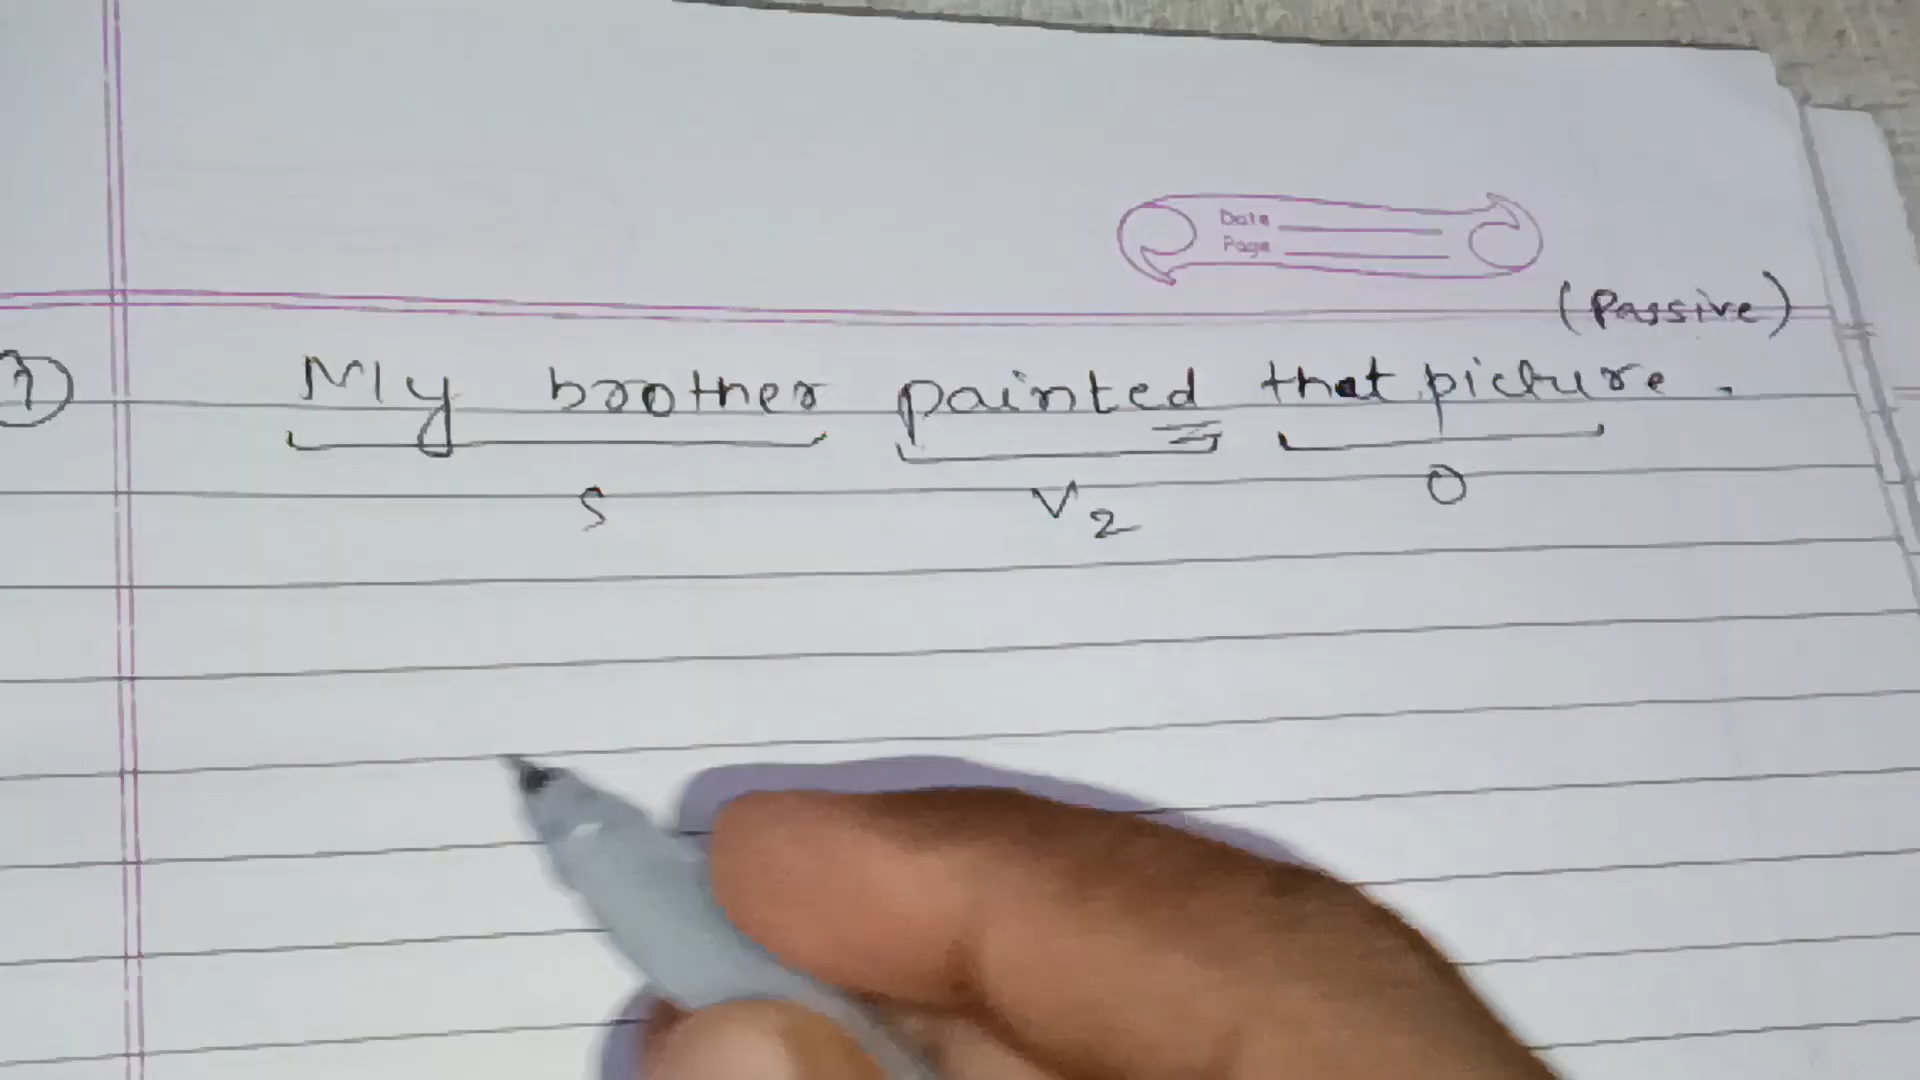 Date
Page
(Passive)
1 My brother painted that picture.
S V2 O